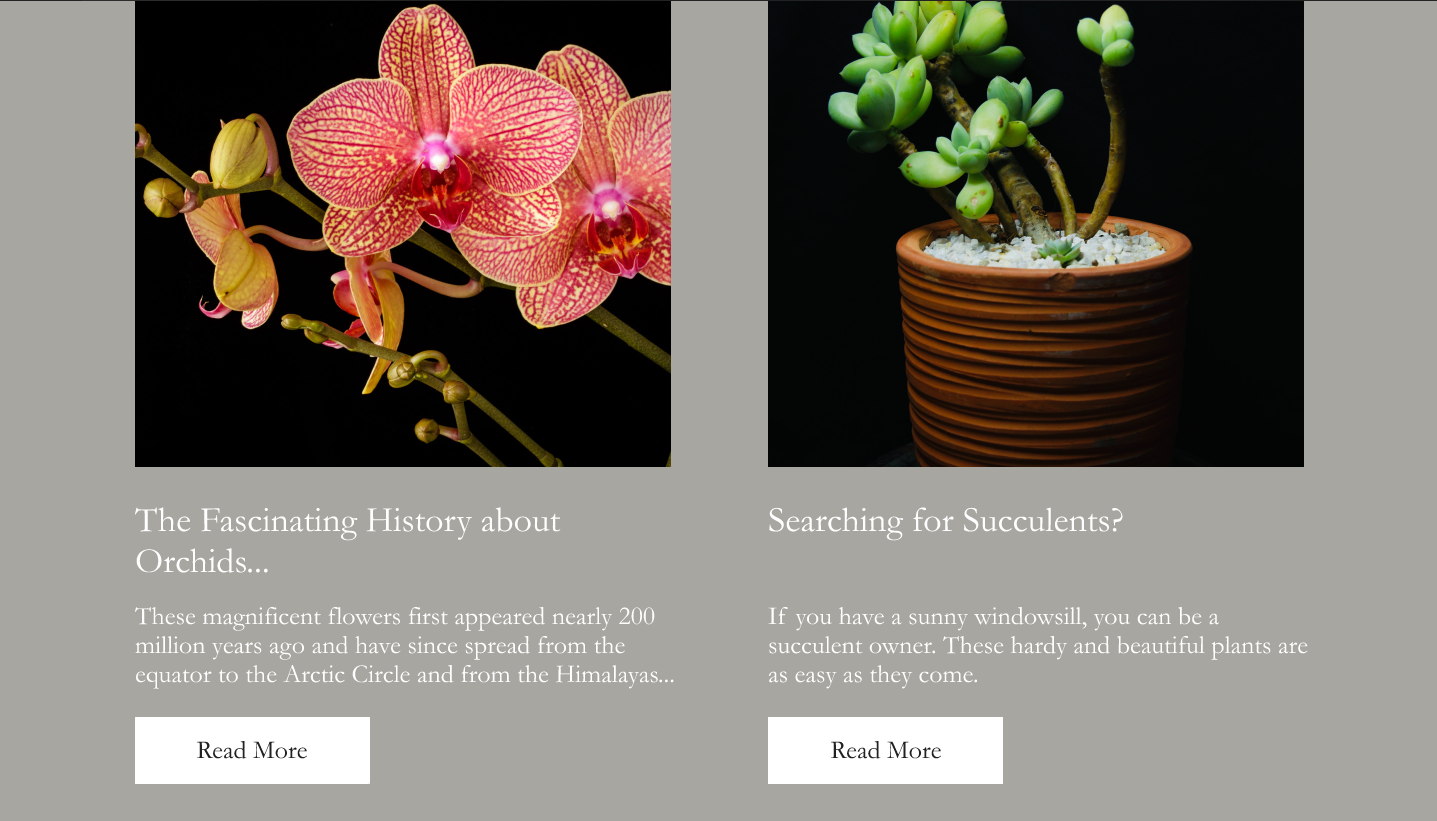 The Fascinating History about
Orchids...
These magnificent flowers first appeared nearly 200
million years ago and have since spread from the
equator to the Arctic Circle and from the Himalayas...
Read More
Searching for Succulents?
If you have a sunny windowsill, you can be a
succulent owner. These hardy and beautiful plants are
as easy as they come.
Read More